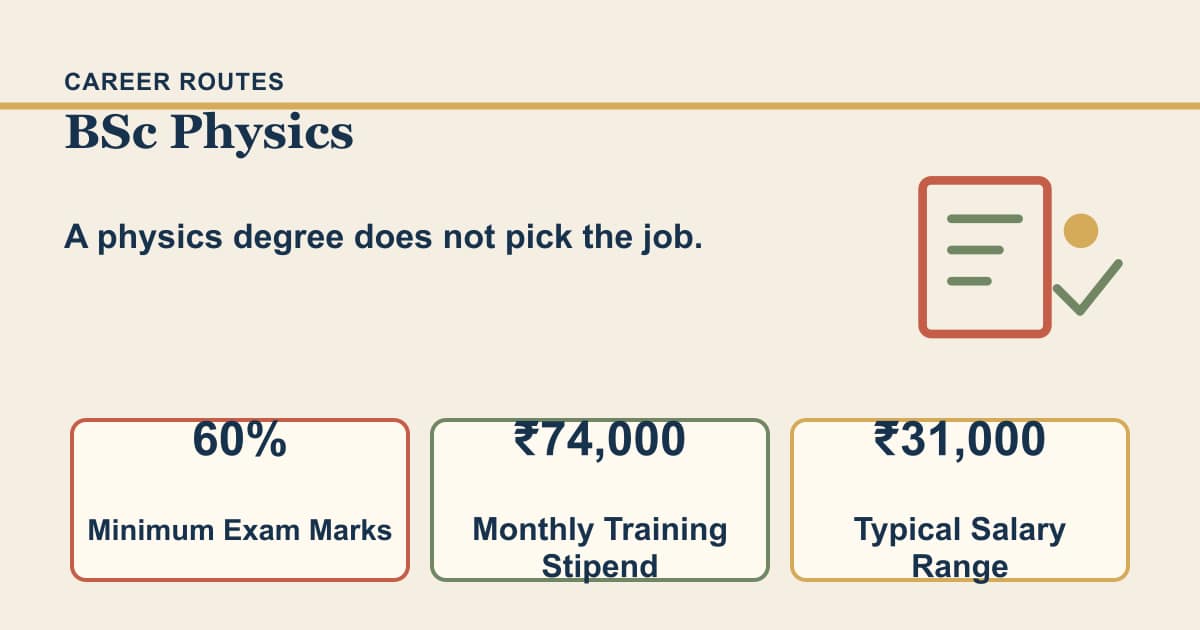 CAREER ROUTES
BSc Physics
A physics degree does not pick the job.
60%
Minimum Exam Marks
₹74,000
Monthly Training
Stipend
₹31,000
Typical Salary
Range